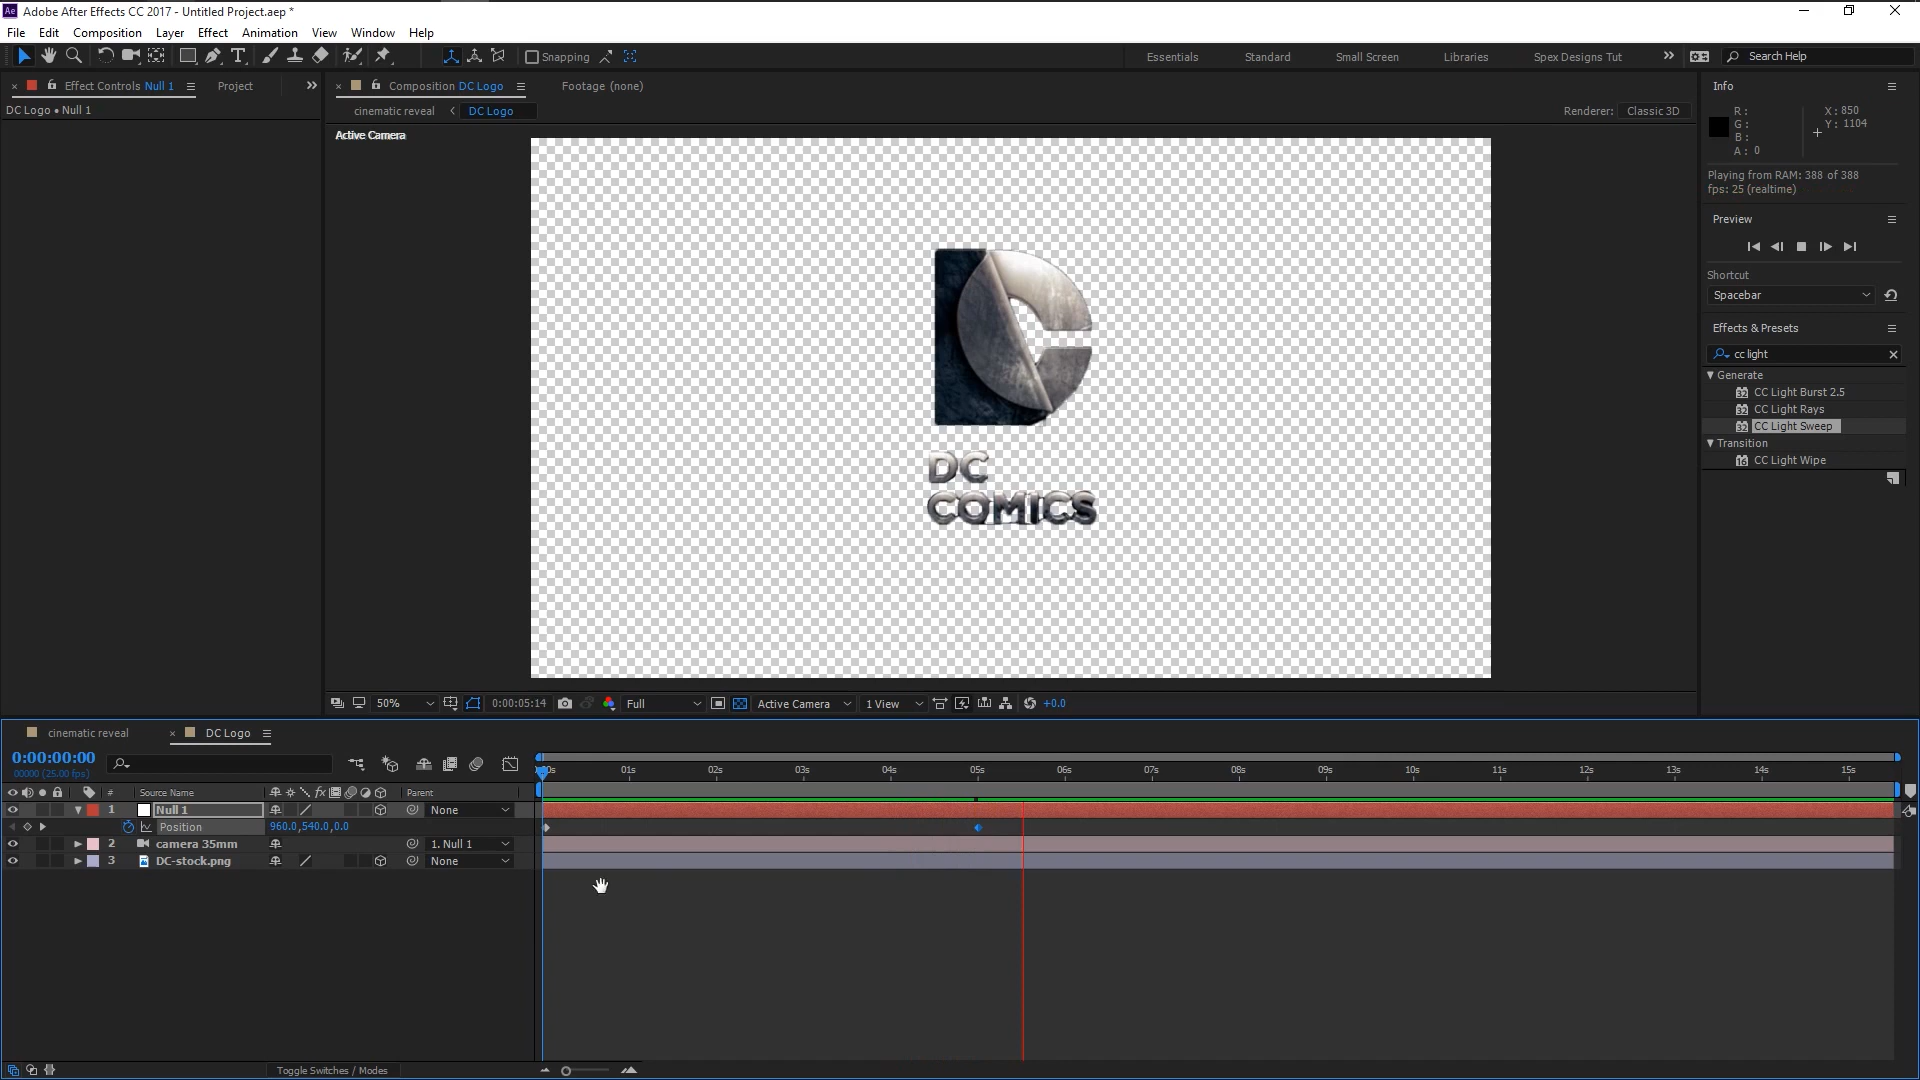 Adobe After Effects CC 2017 - Untitled Project.aep *
File Edit Composition Layer Effect Animation View Window Help
Snapping Essentials Standard Small Screen Libraries Spex Designs Tut Search Help
Effect Controls Null 1 Project
DC Logo • Null 1
Composition DC Logo Footage (none)
cinematic reveal DC Logo
Renderer: Classic 3D
Active Camera
DC
COMICS
50% 0:00:05:14 Full Active Camera 1 View +0.0
Info
R : X : 850
G : Y : 1104
B :
A : 0
Playing from RAM: 388 of 388
fps: 25 (realtime)
Preview
Shortcut
Spacebar
Effects & Presets
cc light
Generate
CC Light Burst 2.5
CC Light Rays
CC Light Sweep
Transition
CC Light Wipe
cinematic reveal DC Logo
0:00:00:00
00000 (25.00 fps)
01s 02s 03s 04s 05s 06s 07s 08s 09s 10s 11s 12s 13s 14s 15s
# Source Name fx Parent
1 Null 1 None
Position 960.0,540.0,0.0
2 camera 35mm 1. Null 1
3 DC-stock.png None
Toggle Switches / Modes